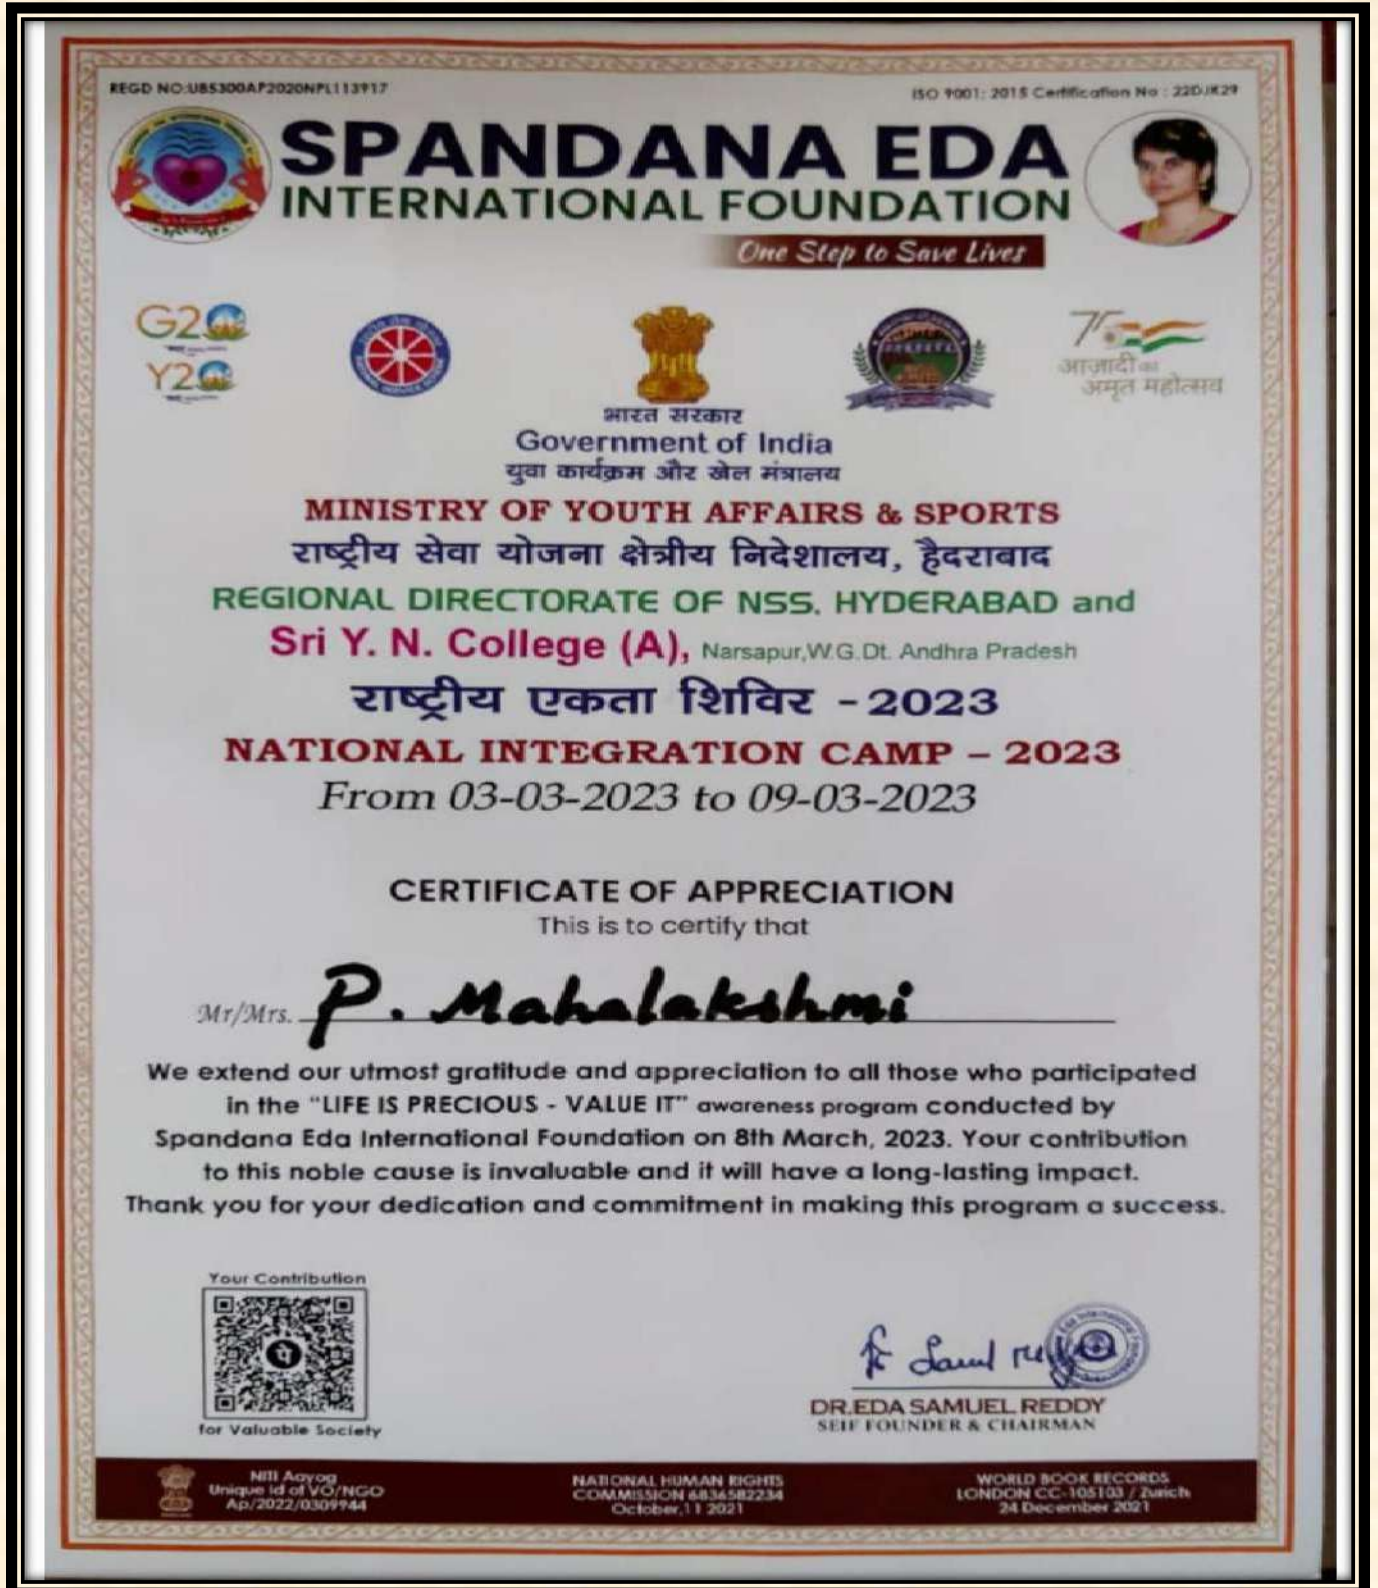 REGD NO:U85300AP2020NPL113917
ISO 9001: 2015 Certification No : 22DJK29
SPANDANA EDA
INTERNATIONAL FOUNDATION
One Step to Save Lives
G20
Y20
75
आज़ादी का
अमृत महोत्सव
भारत सरकार
Government of India
युवा कार्यक्रम और खेल मंत्रालय
MINISTRY OF YOUTH AFFAIRS & SPORTS
राष्ट्रीय सेवा योजना क्षेत्रीय निदेशालय, हैदराबाद
REGIONAL DIRECTORATE OF NSS. HYDERABAD and
Sri Y. N. College (A), Narsapur,W.G.Dt. Andhra Pradesh
राष्ट्रीय एकता शिविर - 2023
NATIONAL INTEGRATION CAMP – 2023
From 03-03-2023 to 09-03-2023
CERTIFICATE OF APPRECIATION
This is to certify that
Mr/Mrs. P. Mahalakshmi
We extend our utmost gratitude and appreciation to all those who participated
in the "LIFE IS PRECIOUS - VALUE IT" awareness program conducted by
Spandana Eda International Foundation on 8th March, 2023. Your contribution
to this noble cause is invaluable and it will have a long-lasting impact.
Thank you for your dedication and commitment in making this program a success.
Your Contribution
for Valuable Society
DR.EDA SAMUEL REDDY
SEIF FOUNDER & CHAIRMAN
NITI Aayog
Unique Id of VO/NGO
Ap/2022/0309944
NATIONAL HUMAN RIGHTS
COMMISSION 6836582234
October,11 2021
WORLD BOOK RECORDS
LONDON CC-105103 / Zurich
24 December 2021